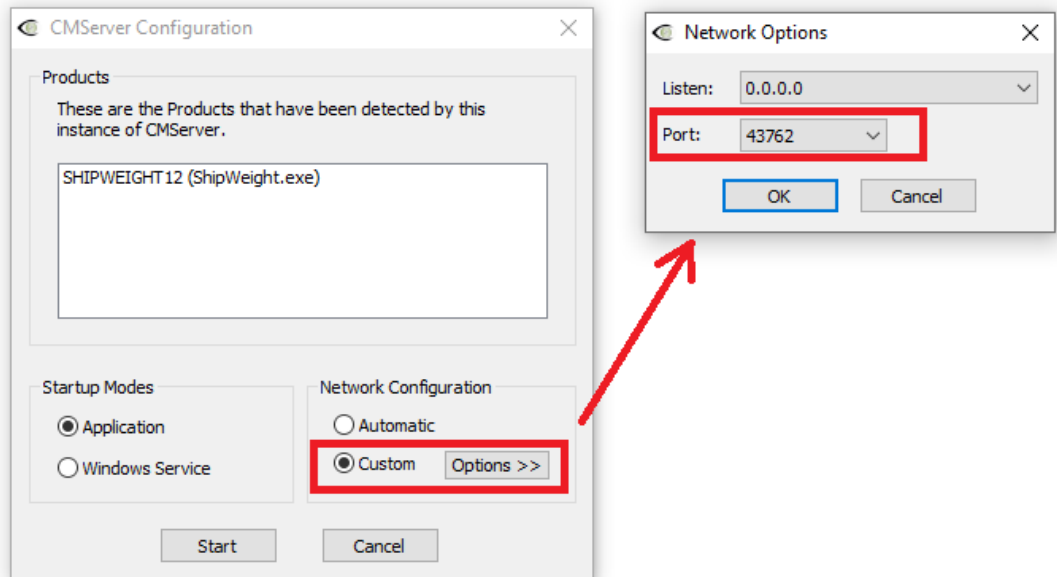 CMServer Configuration
Products
These are the Products that have been detected by this
instance of CMServer.
SHIPWEIGHT12 (ShipWeight.exe)
Startup Modes
Application
Windows Service
Network Configuration
Automatic
Custom
Options >>
Start
Cancel
Network Options
Listen:
0.0.0.0
Port:
43762
OK
Cancel